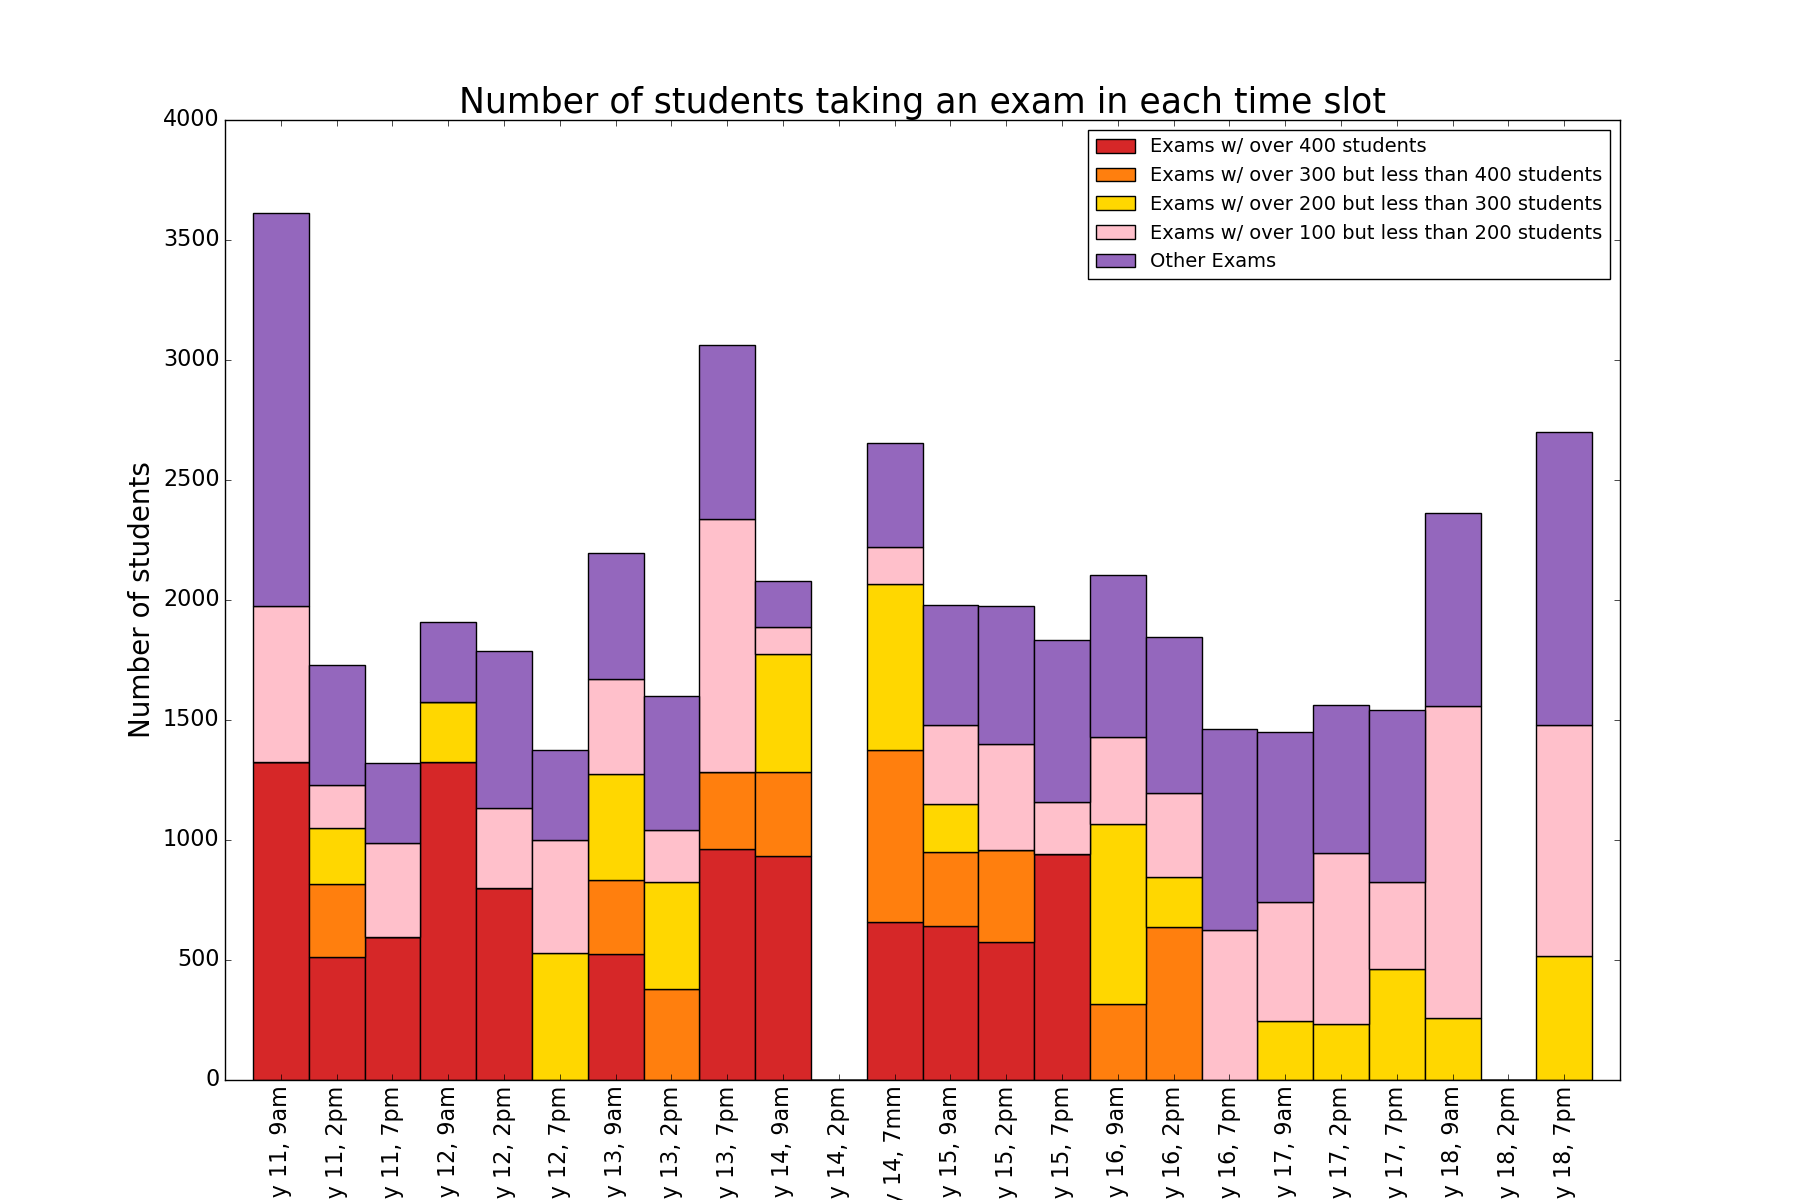 Number of students taking an exam in each time slot
4000
3500
3000
2500
2000
1500
1000
500
0
Number of students
Exams w/ over 400 students
Exams w/ over 300 but less than 400 students
Exams w/ over 200 but less than 300 students
Exams w/ over 100 but less than 200 students
Other Exams
y 11, 9am
y 11, 2pm
y 11, 7pm
y 12, 9am
y 12, 2pm
y 12, 7pm
y 13, 9am
y 13, 2pm
y 13, 7pm
y 14, 9am
y 14, 2pm
y 14, 7mm
y 15, 9am
y 15, 2pm
y 15, 7pm
y 16, 9am
y 16, 2pm
y 16, 7pm
y 17, 9am
y 17, 2pm
y 17, 7pm
y 18, 9am
y 18, 2pm
y 18, 7pm